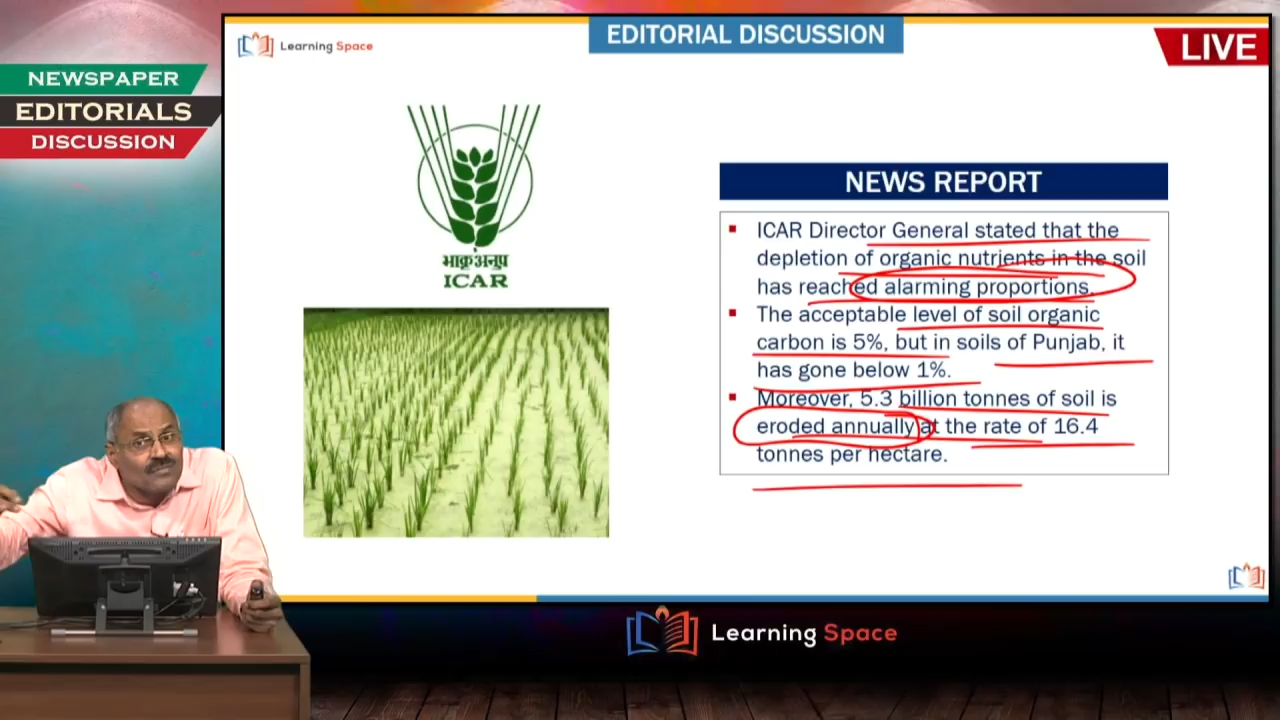 NEWSPAPER
EDITORIALS
DISCUSSION
Learning Space
EDITORIAL DISCUSSION
LIVE
भाकृअनुप
ICAR
NEWS REPORT
ICAR Director General stated that the
depletion of organic nutrients in the soil
has reached alarming proportions.
The acceptable level of soil organic
carbon is 5%, but in soils of Punjab, it
has gone below 1%.
Moreover, 5.3 billion tonnes of soil is
eroded annually at the rate of 16.4
tonnes per hectare.
Learning Space